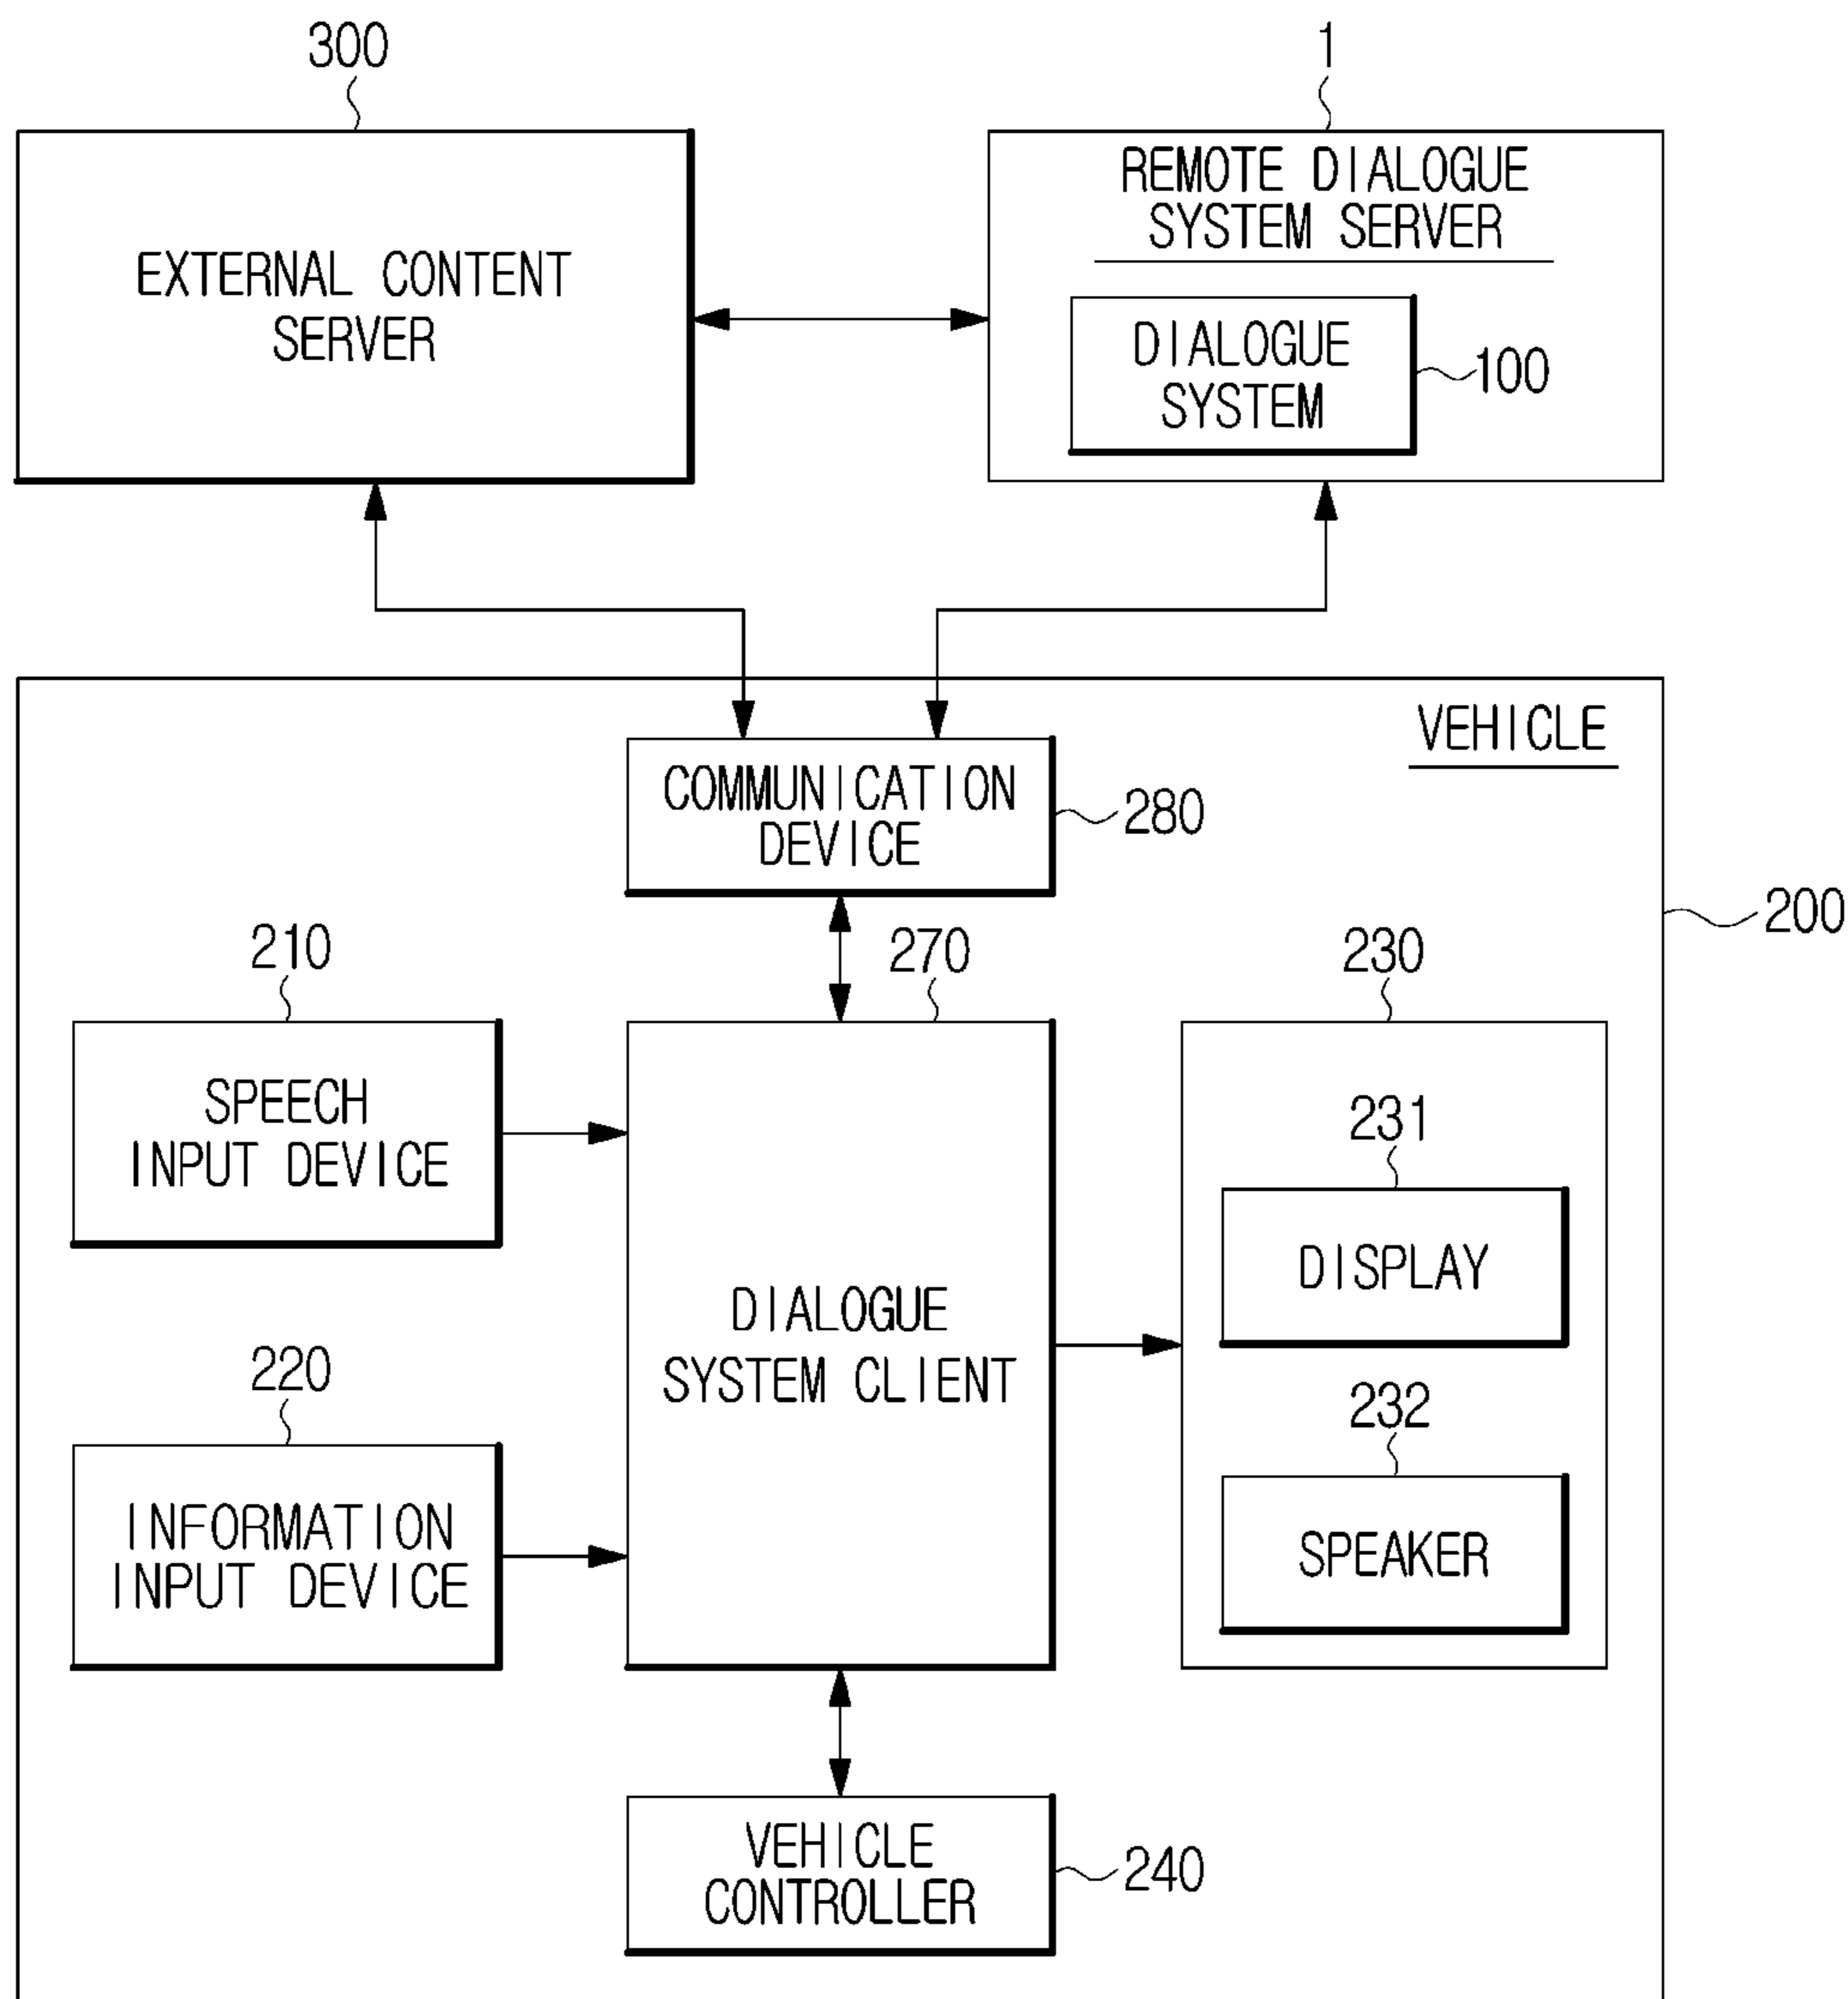 300
1
EXTERNAL CONTENT
SERVER
REMOTE DIALOGUE
SYSTEM SERVER
DIALOGUE
SYSTEM
100
VEHICLE
COMMUNICATION
DEVICE
280
200
210
270
230
SPEECH
INPUT DEVICE
231
DISPLAY
DIALOGUE
SYSTEM CLIENT
220
232
INFORMATION
INPUT DEVICE
SPEAKER
VEHICLE
CONTROLLER
240